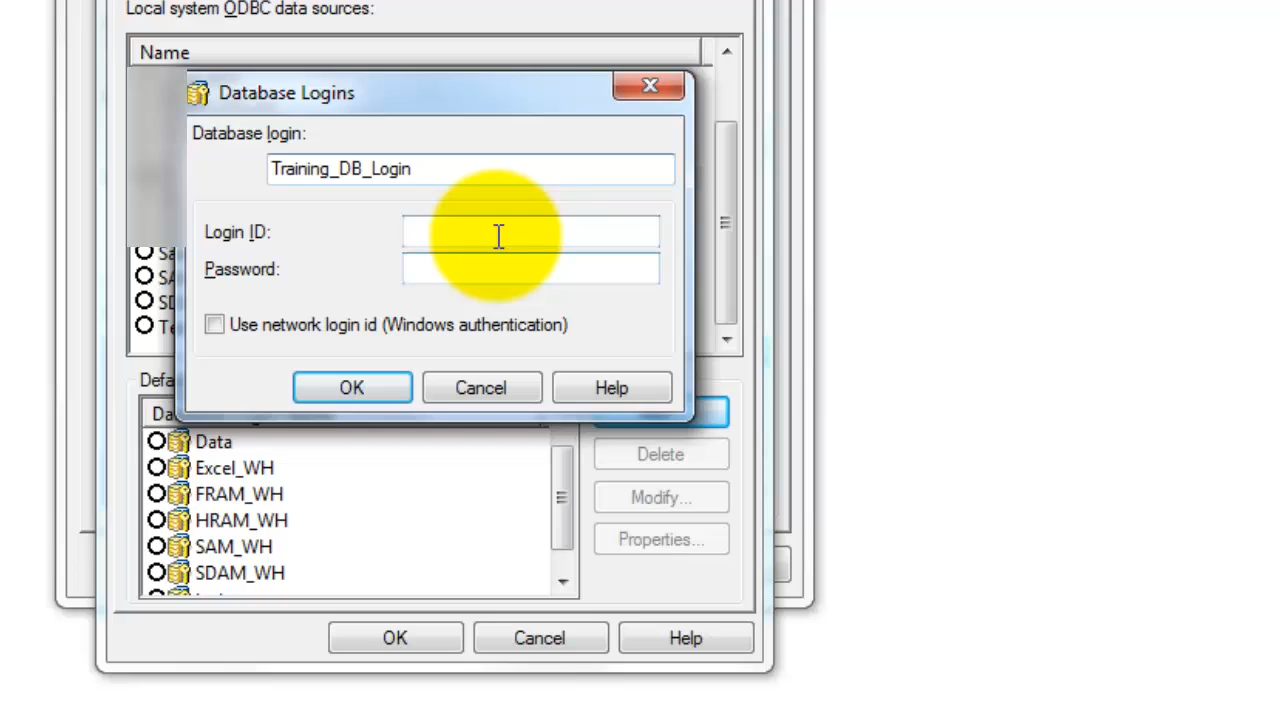 Local system ODBC data sources:
Name
Database Logins
Database login:
Training_DB_Login
Login ID:
Password:
Use network login id (Windows authentication)
OK Cancel Help
Data
Excel_WH
FRAM_WH
HRAM_WH
SAM_WH
SDAM_WH
Delete
Modify...
Properties...
OK Cancel Help